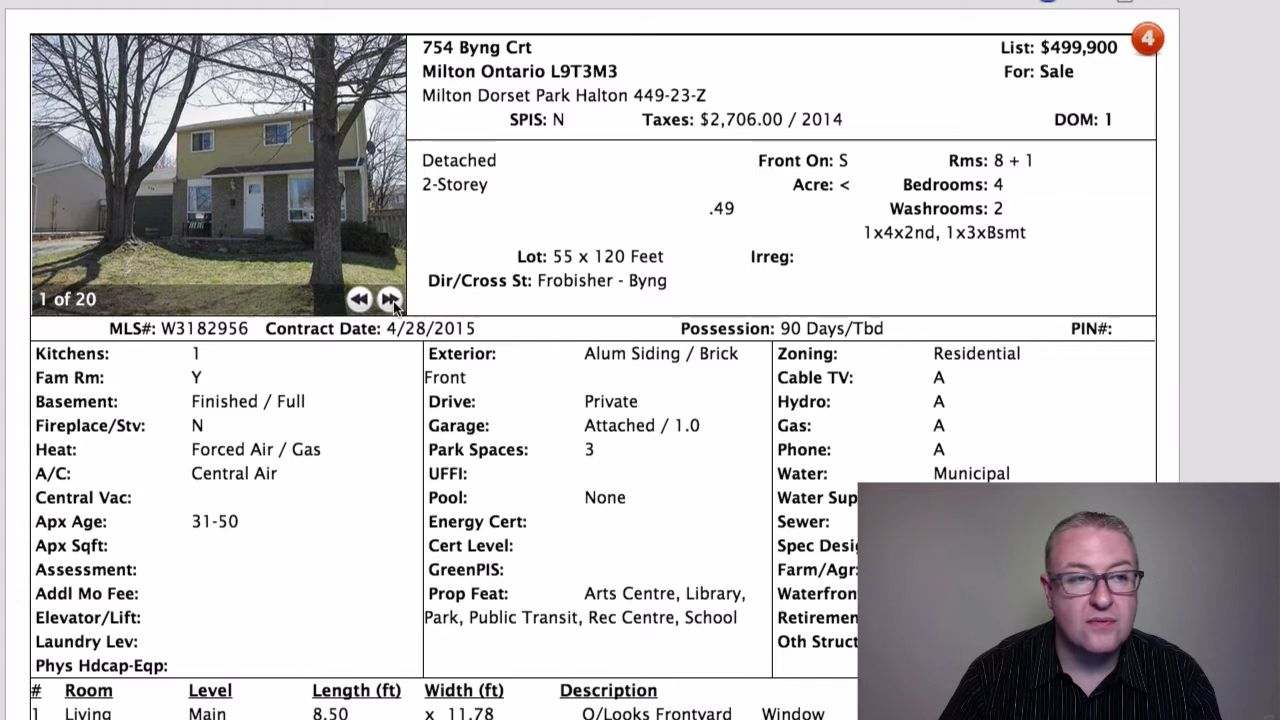 4
754 Byng Crt List: $499,900
Milton Ontario L9T3M3 For: Sale
Milton Dorset Park Halton 449-23-Z
SPIS: N Taxes: $2,706.00 / 2014 DOM: 1
Detached Front On: S Rms: 8 + 1
2-Storey Acre: < Bedrooms: 4
.49 Washrooms: 2
1x4x2nd, 1x3xBsmt
Lot: 55 x 120 Feet Irreg:
Dir/Cross St: Frobisher - Byng
1 of 20
MLS#: W3182956 Contract Date: 4/28/2015 Possession: 90 Days/Tbd PIN#:
Kitchens: 1 Exterior: Alum Siding / Brick Zoning: Residential
Fam Rm: Y Front Cable TV: A
Basement: Finished / Full Drive: Private Hydro: A
Fireplace/Stv: N Garage: Attached / 1.0 Gas: A
Heat: Forced Air / Gas Park Spaces: 3 Phone: A
A/C: Central Air UFFI: Water: Municipal
Central Vac: Pool: None Water Sup
Apx Age: 31-50 Energy Cert: Sewer:
Apx Sqft: Cert Level: Spec Desi
Assessment: GreenPIS: Farm/Agr:
Addl Mo Fee: Prop Feat: Arts Centre, Library, Waterfron
Elevator/Lift: Park, Public Transit, Rec Centre, School Retiremen
Laundry Lev: Oth Struct
Phys Hdcap-Eqp:
# Room Level Length (ft) Width (ft) Description
1 Living Main 8.50 x 11.78 O/Looks Frontyard Window